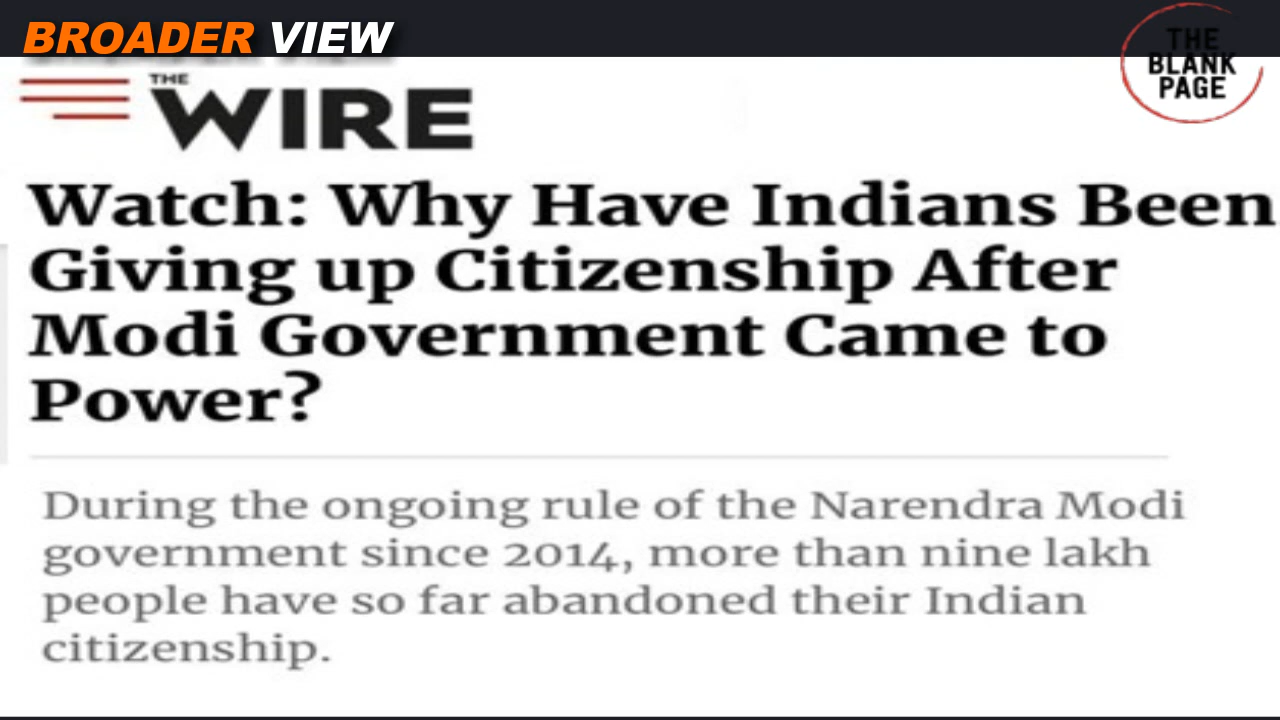 BROADER VIEW
THE
BLANK
PAGE
THE
WIRE
Watch: Why Have Indians Been
Giving up Citizenship After
Modi Government Came to
Power?
During the ongoing rule of the Narendra Modi
government since 2014, more than nine lakh
people have so far abandoned their Indian
citizenship.